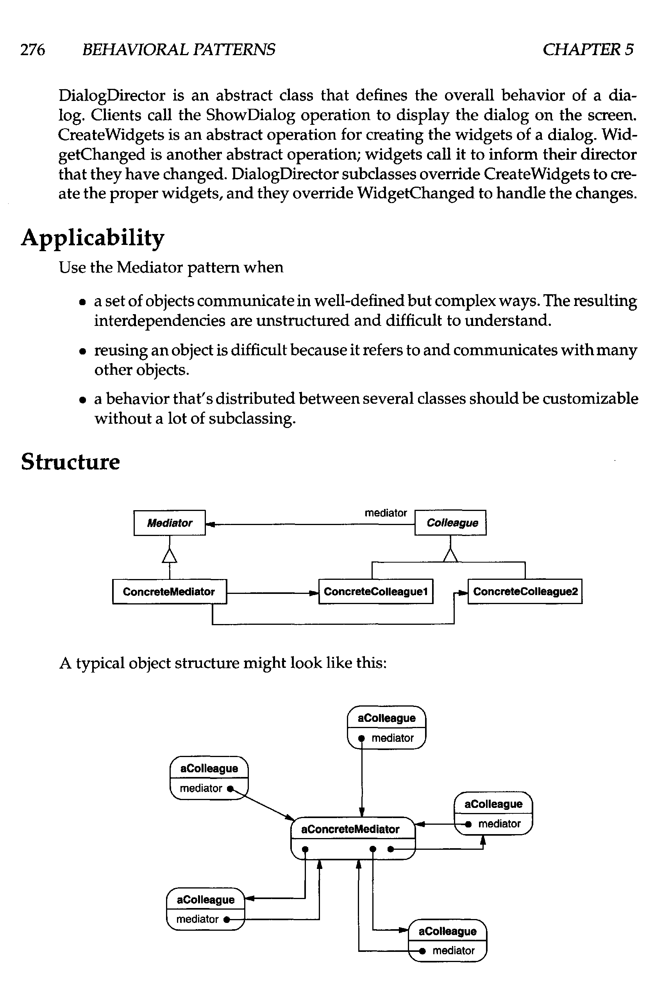 276 BEHAVIORAL PATTERNS CHAPTER 5
DialogDirector is an abstract class that defines the overall behavior of a dia-
log. Clients call the ShowDialog operation to display the dialog on the screen.
CreateWidgets is an abstract operation for creating the widgets of a dialog. Wid-
getChanged is another abstract operation; widgets call it to inform their director
that they have changed. DialogDirector subclasses override CreateWidgets to cre-
ate the proper widgets, and they override WidgetChanged to handle the changes.
Applicability
Use the Mediator pattern when
• a set of objects communicate in well-defined but complex ways. The resulting
interdependencies are unstructured and difficult to understand.
• reusing an object is difficult because it refers to and communicates with many
other objects.
• a behavior that's distributed between several classes should be customizable
without a lot of subclassing.
Structure
Mediator
mediator
Colleague
ConcreteMediator
ConcreteColleague1
ConcreteColleague2
A typical object structure might look like this:
aColleague
mediator
aColleague
mediator
aColleague
mediator
aConcreteMediator
aColleague
mediator
aColleague
mediator